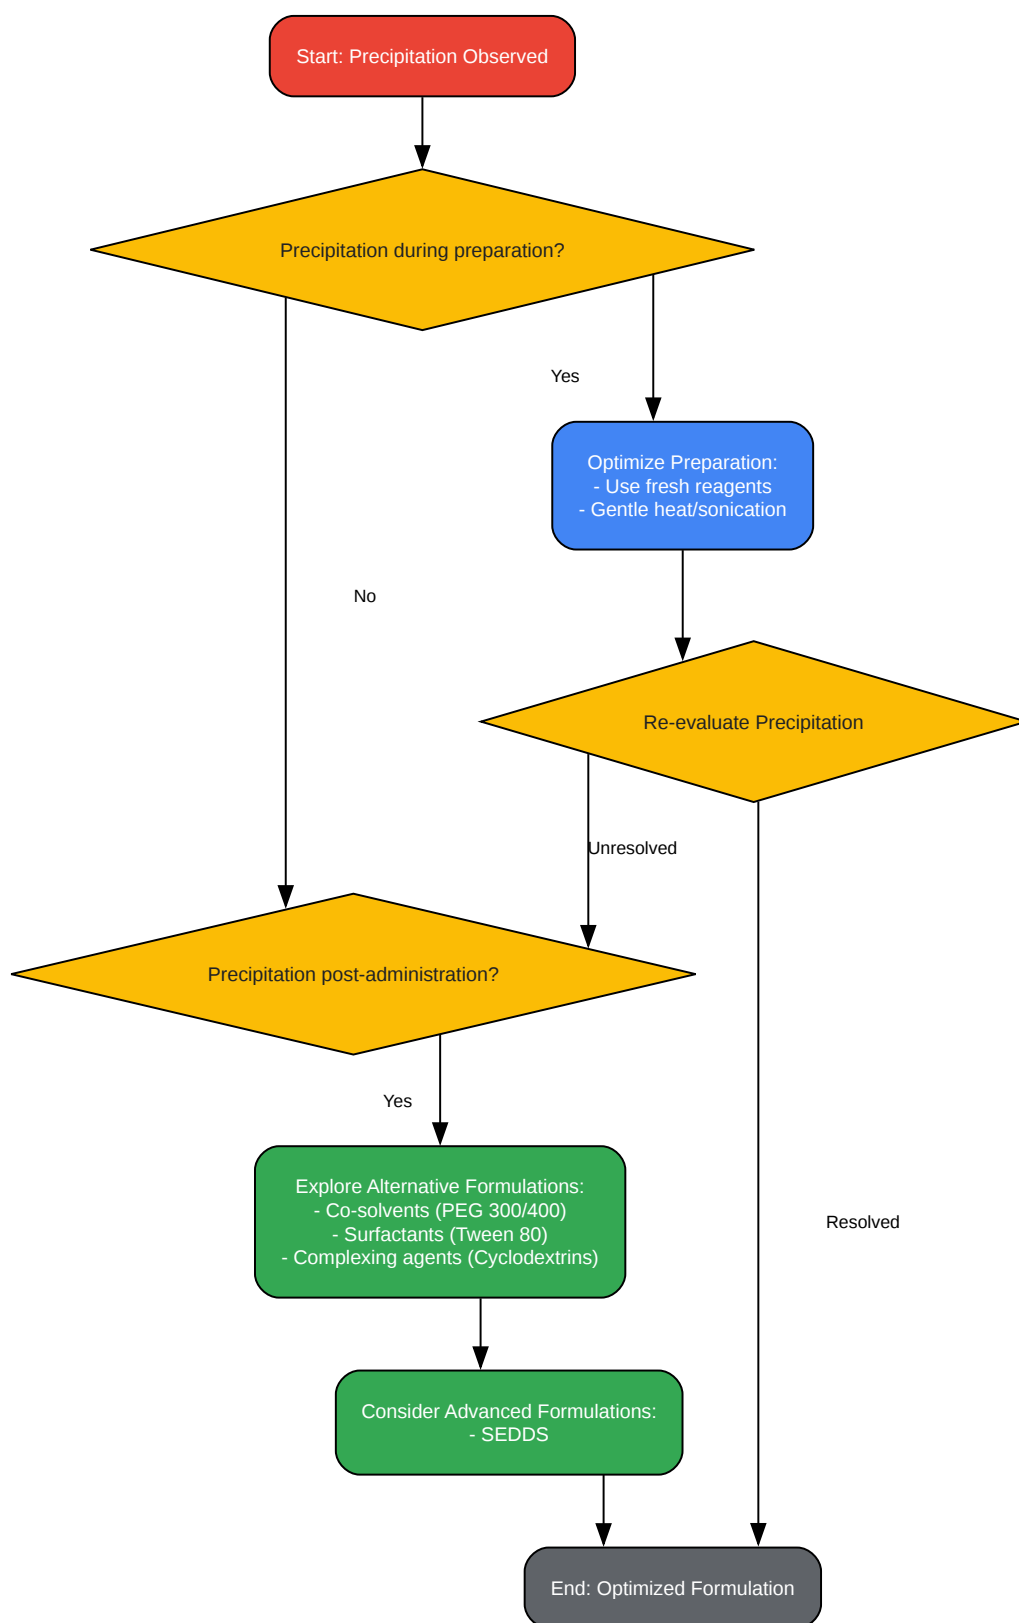 Start: Precipitation Observed
Precipitation during preparation?
Yes
Optimize Preparation:
- Use fresh reagents
- Gentle heat/sonication
No
Re-evaluate Precipitation
Unresolved
Precipitation post-administration?
Yes
Explore Alternative Formulations:
- Co-solvents (PEG 300/400)
- Surfactants (Tween 80)
- Complexing agents (Cyclodextrins)
Resolved
Consider Advanced Formulations:
- SEDDS
End: Optimized Formulation